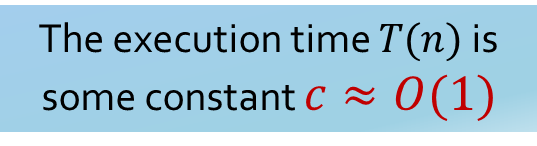 The execution time T(n) is
some constant c ≈ O(1)